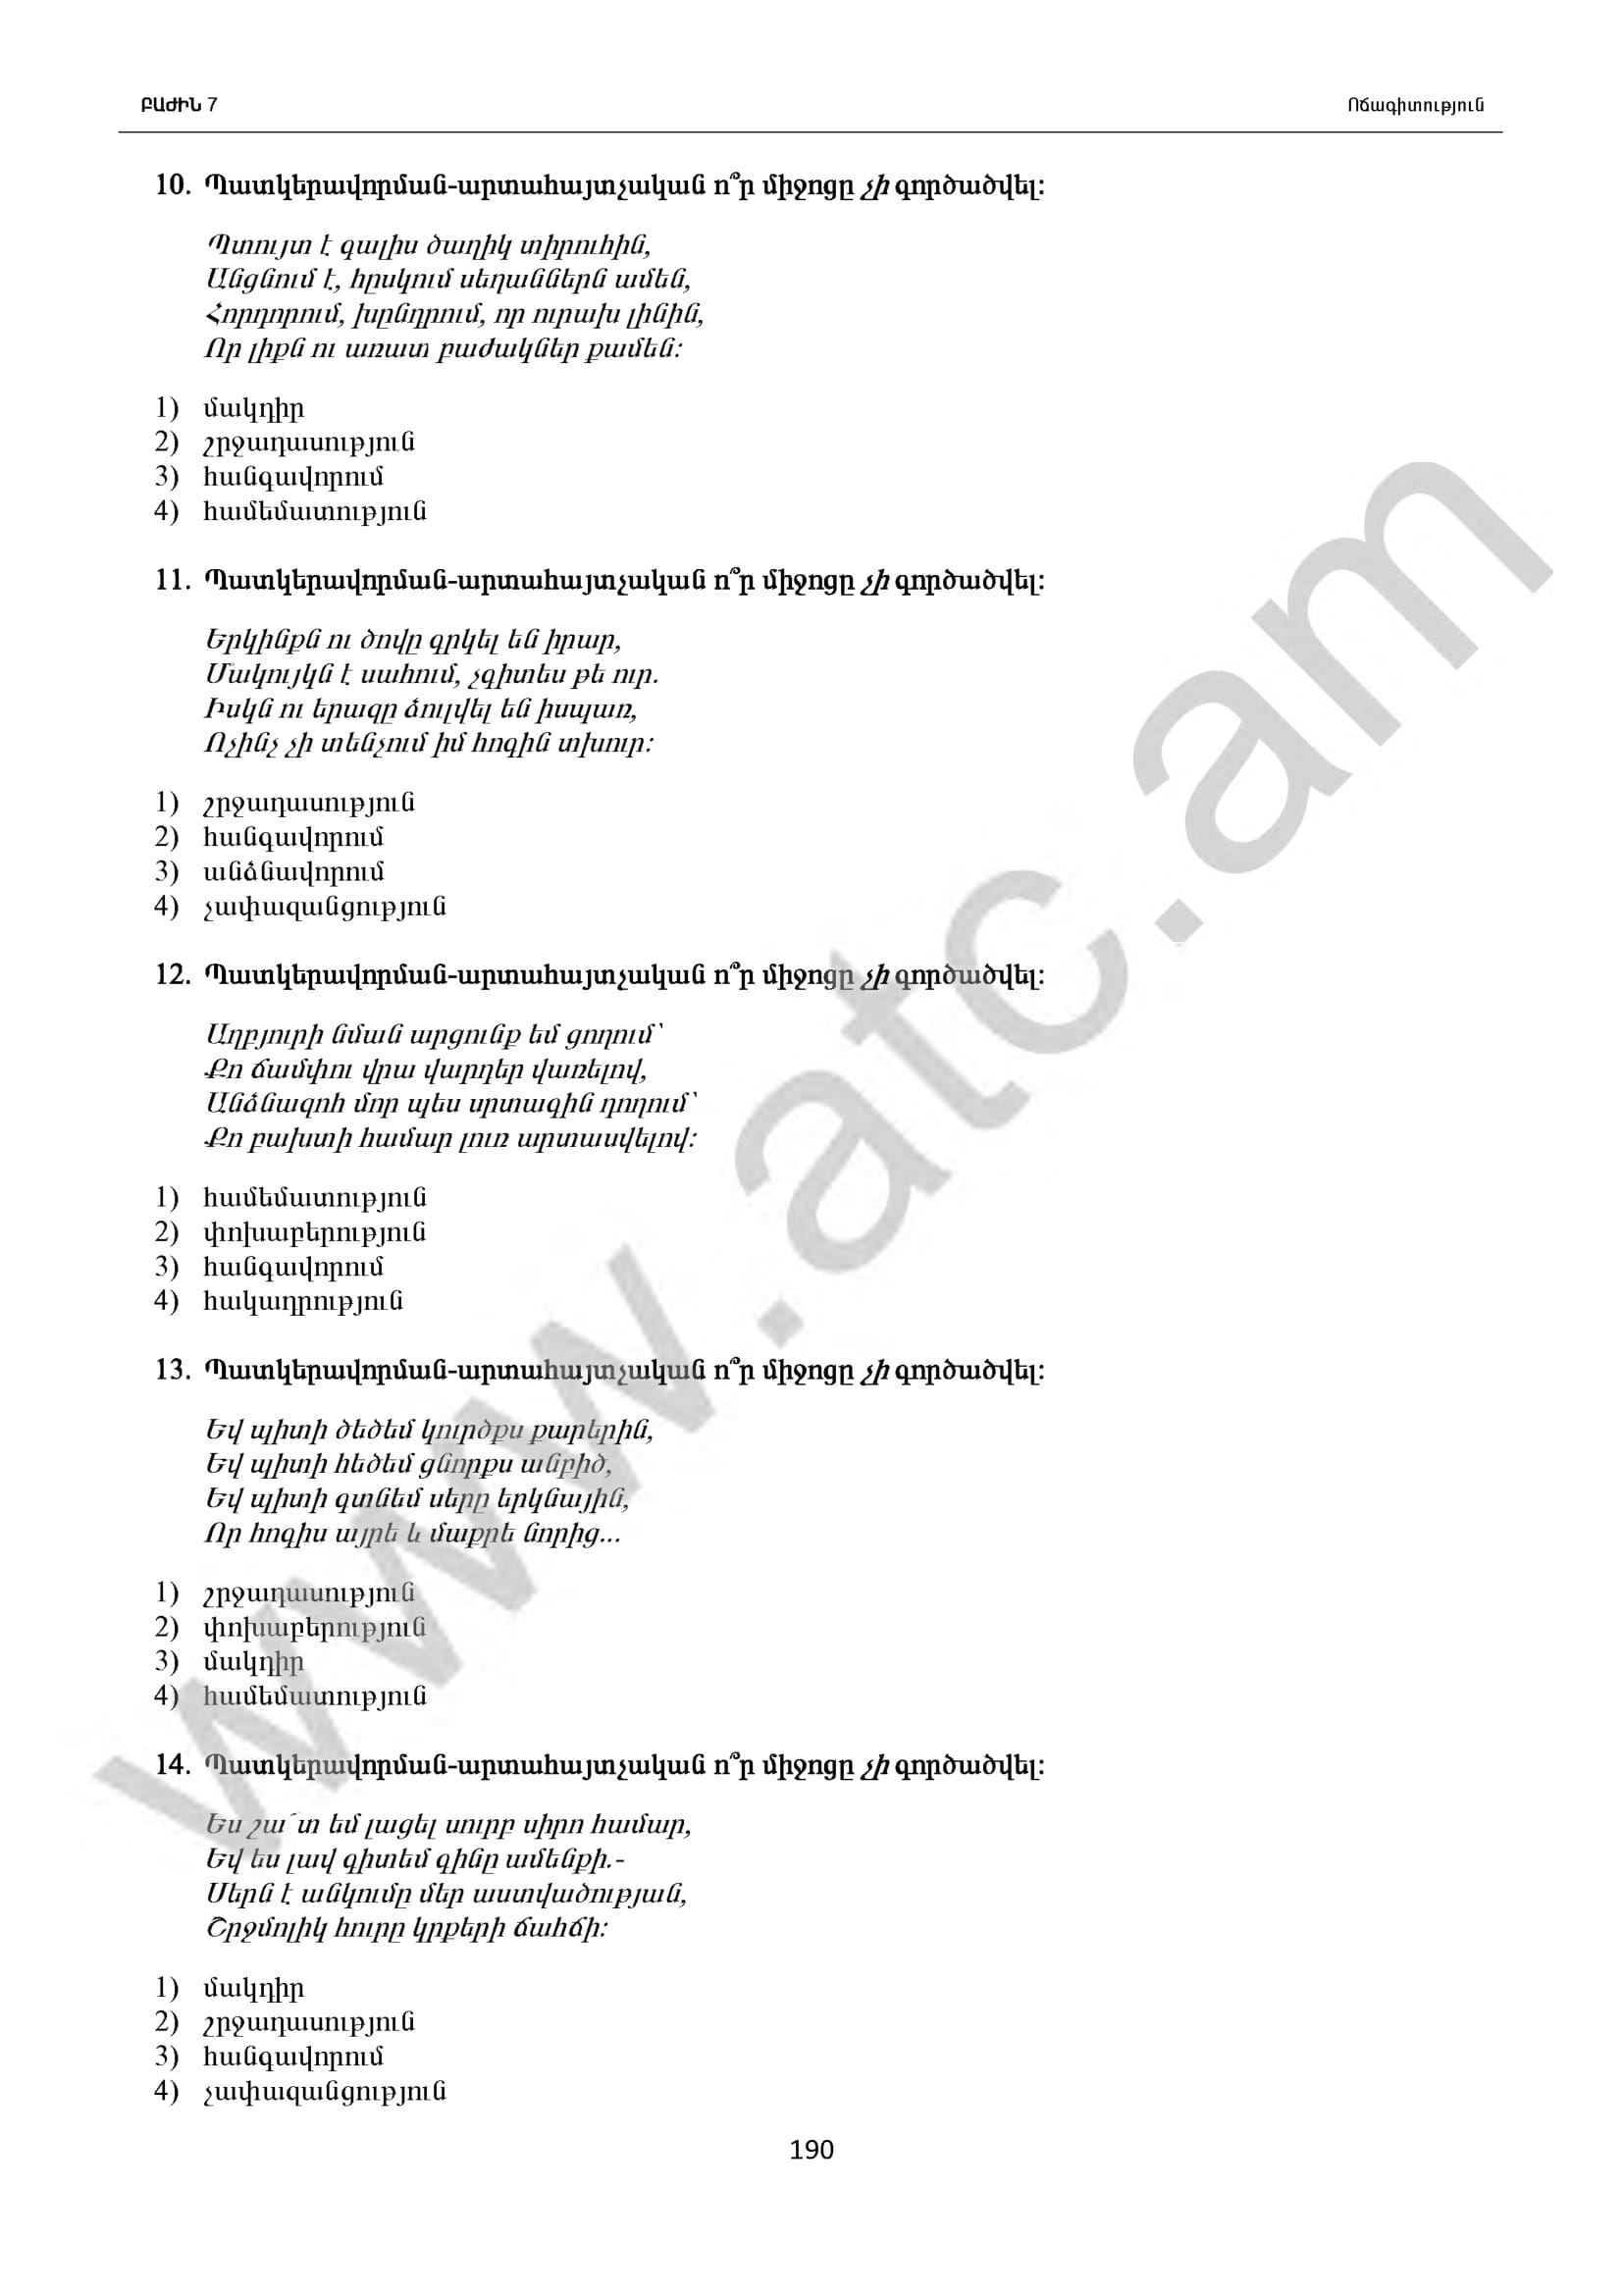 ԲԱԺԻՆ 7 Ոճագիտություն
10. Պատկերավորման-արտահայտչական ո՞ր միջոցը չի գործածվել:
Պտույտ է գալիս ծաղիկ տիրուհին,
Անցնում է, հըսկում սեղաններն ամեն,
Հորդորում, խընդրում, որ ուրախ լինին,
Որ լիքն ու առատ բաժակներ քամեն:
1) մակդիր
2) շրջադասություն
3) հանգավորում
4) համեմատություն
11. Պատկերավորման-արտահայտչական ո՞ր միջոցը չի գործածվել:
Երկինքն ու ծովը գրկել են իրար,
Մակույկն է սահում, չգիտես թե ուր.
Իսկն ու երազը ձուլվել են իսպառ,
Ոչինչ չի տենչում իմ հոգին տխուր:
1) շրջադասություն
2) հանգավորում
3) անձնավորում
4) չափազանցություն
12. Պատկերավորման-արտահայտչական ո՞ր միջոցը չի գործածվել:
Աղբյուրի նման արցունք եմ ցողում՝
Քո ճամփու վրա վարդեր վառելով,
Անձնազոհ մոր պես սրտագին դողում՝
Քո բախտի համար լուռ արտասվելով:
1) համեմատություն
2) փոխաբերություն
3) հանգավորում
4) հակադրություն
13. Պատկերավորման-արտահայտչական ո՞ր միջոցը չի գործածվել:
Եվ պիտի ծեծեմ կուրծքս քարերին,
Եվ պիտի հեծեմ ցնորքս անբիծ,
Եվ պիտի գտնեմ սերը երկնային,
Որ հոգիս այրե և մաքրե նորից...
1) շրջադասություն
2) փոխաբերություն
3) մակդիր
4) համեմատություն
14. Պատկերավորման-արտահայտչական ո՞ր միջոցը չի գործածվել:
Ես շա՜տ եմ լացել սուրբ սիրո համար,
Եվ ես լավ գիտեմ գինը ամենքի.-
Սերն է անկումը մեր աստվածության,
Շրջմոլիկ հուրը կրքերի ճահճի:
1) մակդիր
2) շրջադասություն
3) հանգավորում
4) չափազանցություն
190
www.atc.am